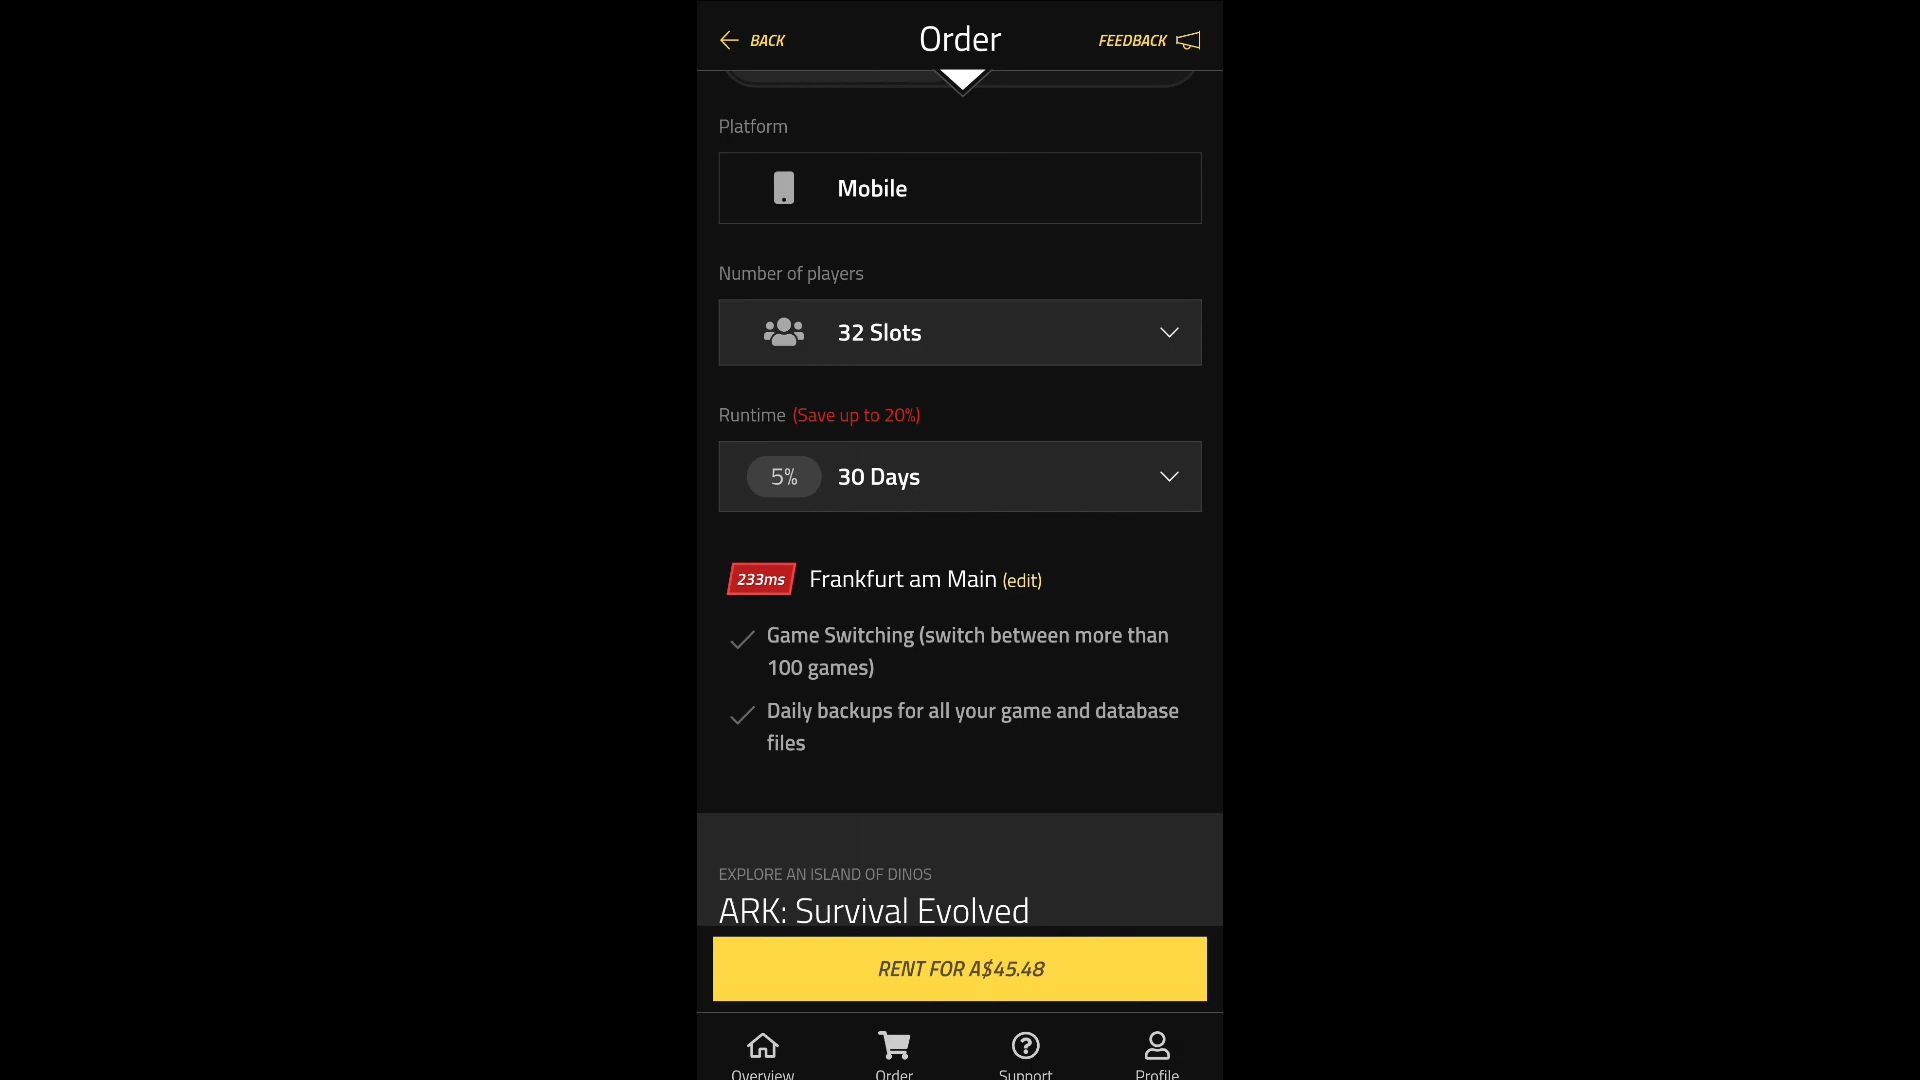 BACK
Order
FEEDBACK
Platform
Mobile
Number of players
32 Slots
Runtime (Save up to 20%)
5%
30 Days
233ms
Frankfurt am Main (edit)
Game Switching (switch between more than
100 games)
Daily backups for all your game and database
files
EXPLORE AN ISLAND OF DINOS
ARK: Survival Evolved
RENT FOR A$45.48
Overview
Order
Support
Profile